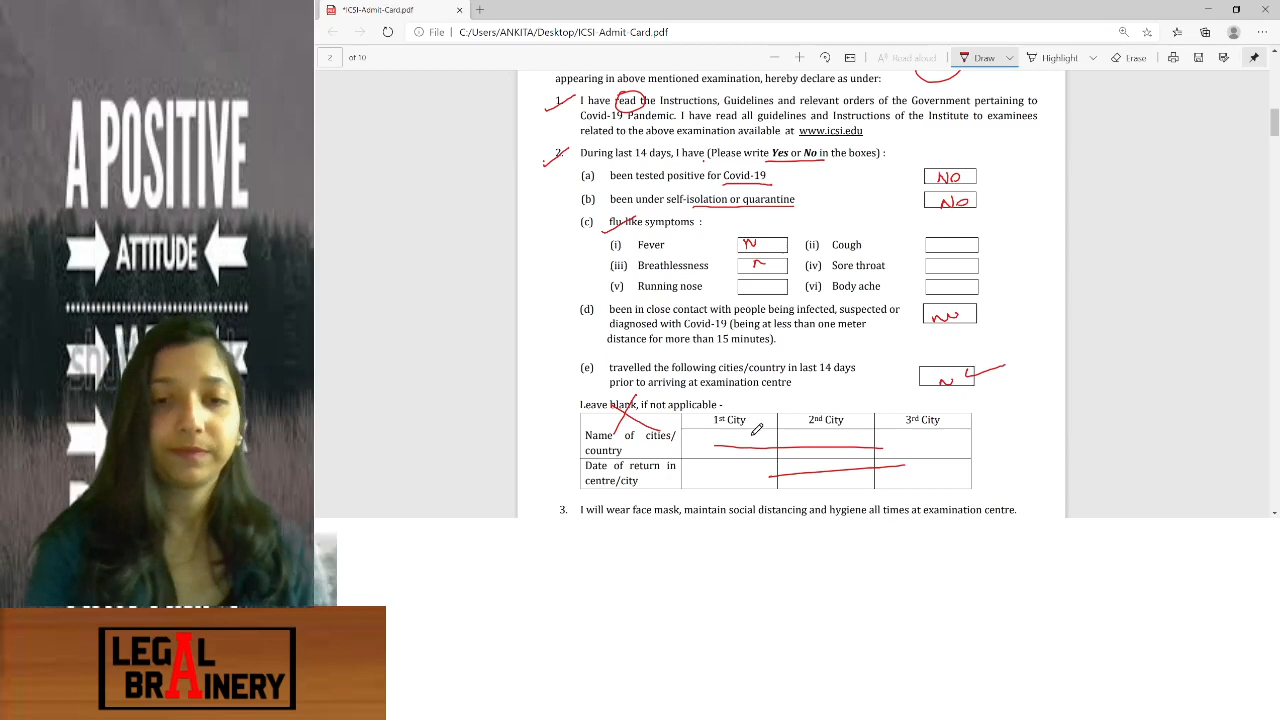 *ICSI-Admit-Card.pdf
File C:/Users/ANKITA/Desktop/ICSI-Admit-Card.pdf
2 of 10 Read aloud Draw Highlight Erase
appearing in above mentioned examination, hereby declare as under:
1. I have read the Instructions, Guidelines and relevant orders of the Government pertaining to
Covid-19 Pandemic. I have read all guidelines and Instructions of the Institute to examinees
related to the above examination available at www.icsi.edu
2. During last 14 days, I have (Please write Yes or No in the boxes) :
(a) been tested positive for Covid-19 NO
(b) been under self-isolation or quarantine NO
(c) flu-like symptoms :
(i) Fever N (ii) Cough
(iii) Breathlessness (iv) Sore throat
(v) Running nose (vi) Body ache
(d) been in close contact with people being infected, suspected or
diagnosed with Covid-19 (being at less than one meter
distance for more than 15 minutes).
No
(e) travelled the following cities/country in last 14 days
prior to arriving at examination centre
N
Leave blank, if not applicable -
1st City 2nd City 3rd City
Name of cities/
country
Date of return in
centre/city
3. I will wear face mask, maintain social distancing and hygiene all times at examination centre.
A POSITIVE
ATTITUDE
LEGAL
BRAINERY